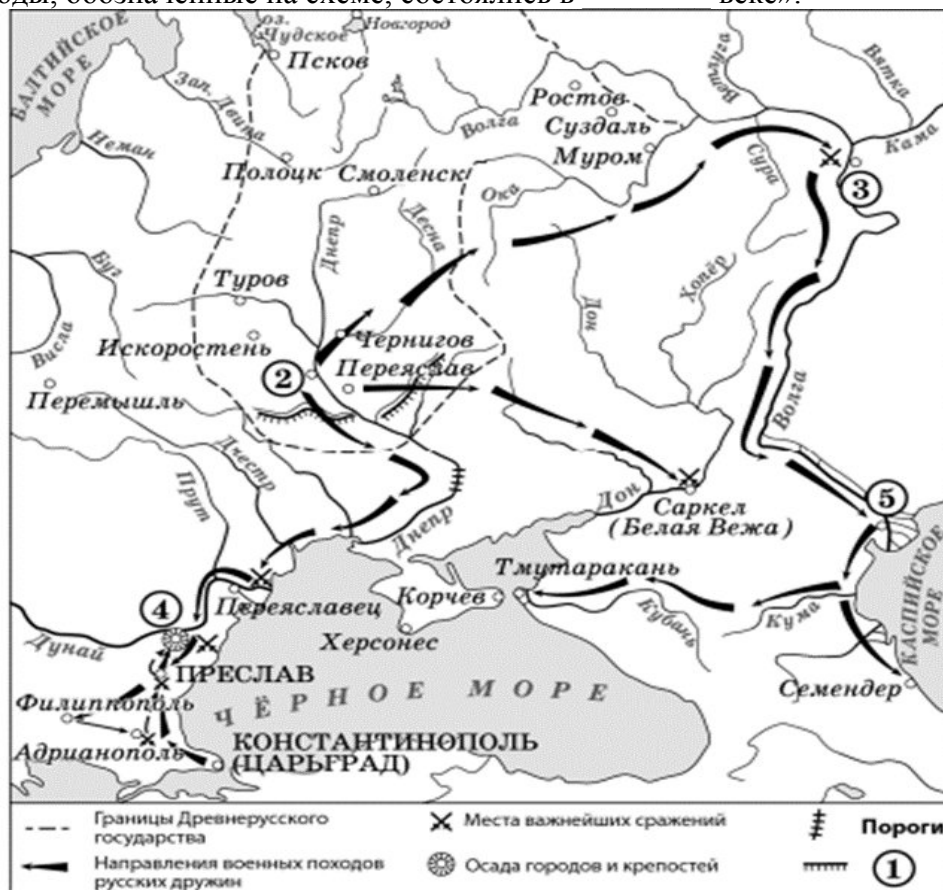 оды, обозначенные на схеме, состоялись в __________ веке».
БАЛТИЙСКОЕ
МОРЕ
оз.
Чудское
Новгород
Псков
Зап. Двина
Неман
Полоцк
Смоленск
Волга
Ростов
Суздаль
Муром
Ветлуга
Вятка
Кама
Сура
3
Ока
Десна
Днепр
Буг
Висла
Туров
Искоростень
Чернигов
Переяслав
2
Перемышль
Дон
Хопёр
Волга
Днестр
Прут
Днепр
Дон
Саркел
(Белая Вежа)
5
КАСПИЙСКОЕ
МОРЕ
Тмутаракань
Корчев
Кубань
Кума
Семендер
Херсонес
Переяславец
4
Дунай
ПРЕСЛАВ
Филиппополь
Адрианополь
КОНСТАНТИНОПОЛЬ
(ЦАРЬГРАД)
ЧЁРНОЕ МОРЕ
Границы Древнерусского
государства
Места важнейших сражений
Пороги
Направления военных походов
русских дружин
Осада городов и крепостей
1